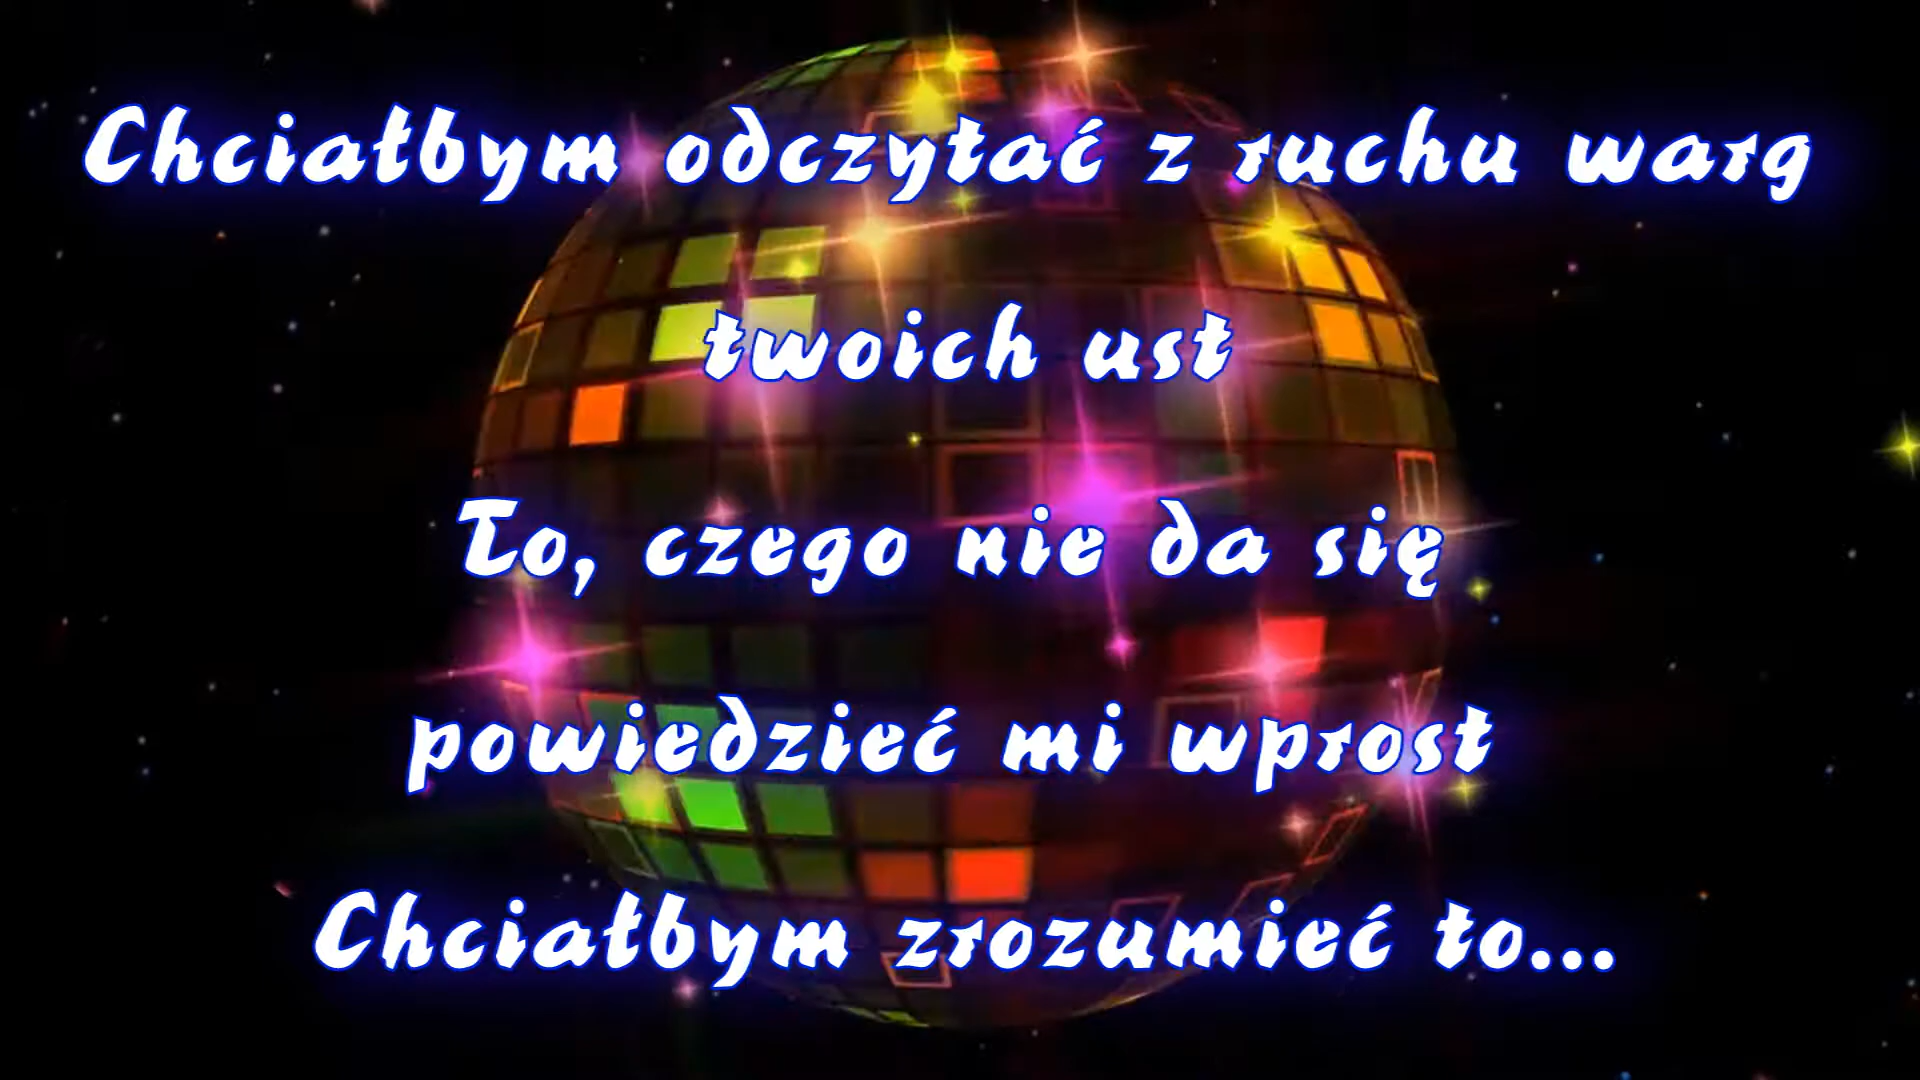 Chciałbym odczytać z ruchu warg
twoich ust
To, czego nie da się
powiedzieć mi wprost
Chciałbym zrozumieć to...